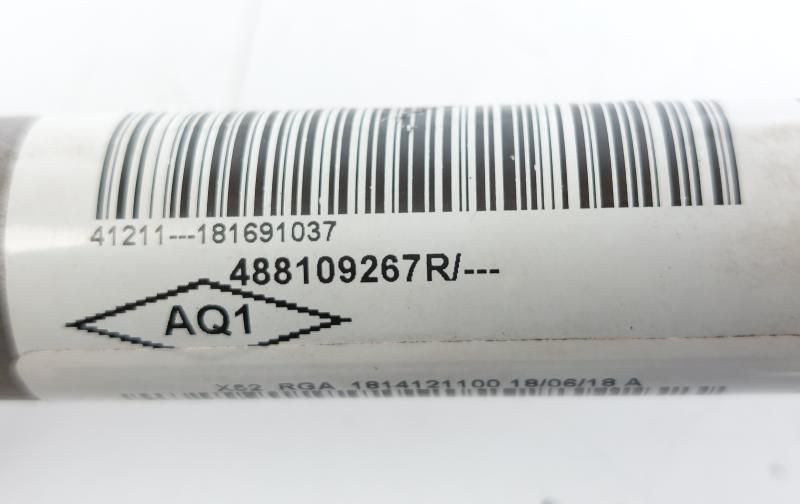 41211---181691037
488109267R/---
AQ1
X52 RGA 1814121100 18/06/18 A